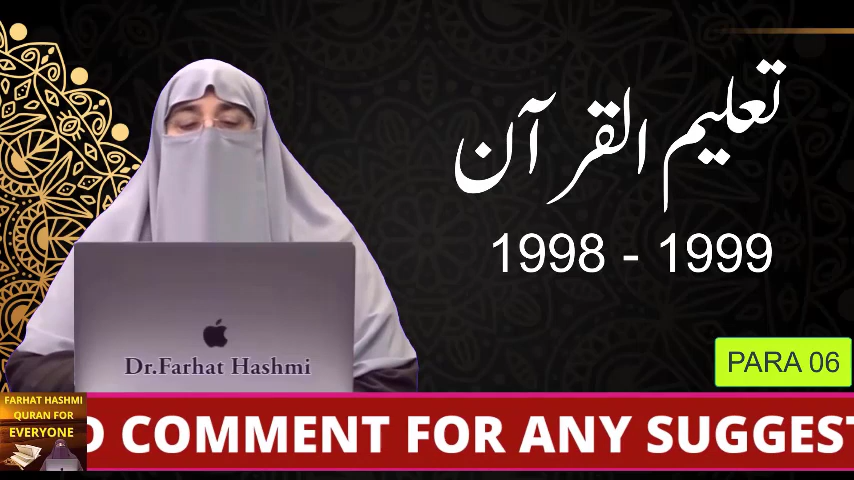 تعلیم القرآن
1998 - 1999
Dr.Farhat Hashmi
PARA 06
FARHAT HASHMI
QURAN FOR
EVERYONE
COMMENT FOR ANY SUGGEST